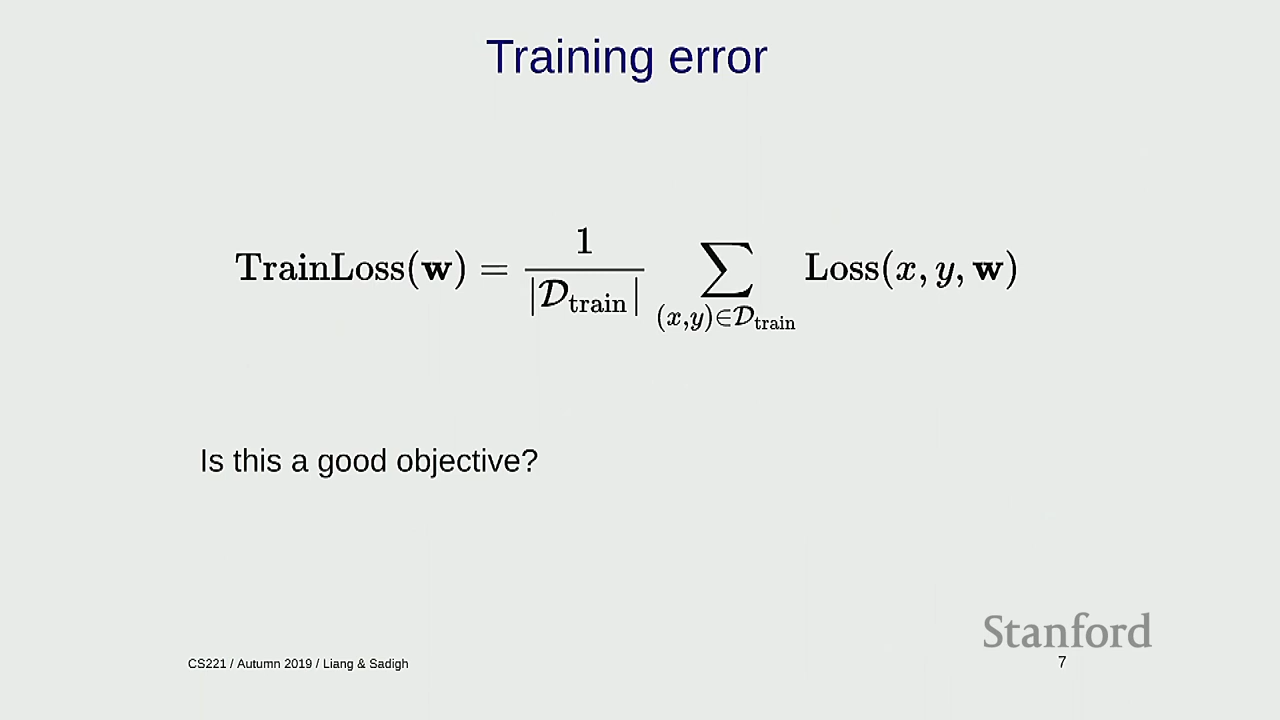 Training error
TrainLoss(w) = 1 / |D_train| ∑_{(x,y)∈D_train} Loss(x, y, w)
Is this a good objective?
Stanford
CS221 / Autumn 2019 / Liang & Sadigh
7